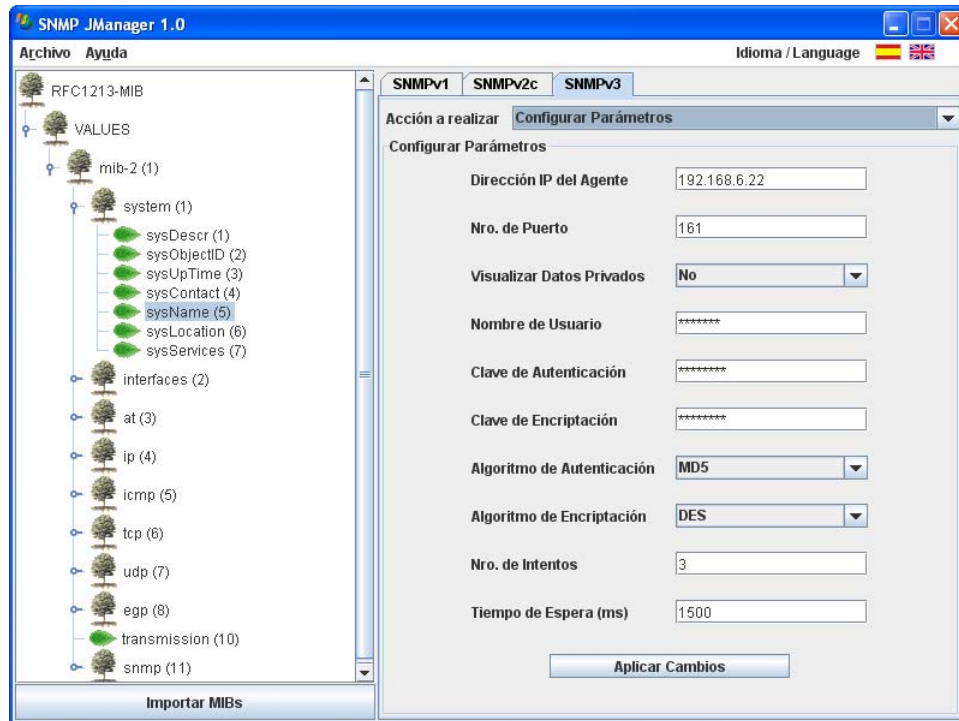 SNMP JManager 1.0
Archivo Ayuda Idioma / Language
RFC1213-MIB
VALUES
mib-2 (1)
system (1)
sysDescr (1)
sysObjectID (2)
sysUpTime (3)
sysContact (4)
sysName (5)
sysLocation (6)
sysServices (7)
interfaces (2)
at (3)
ip (4)
icmp (5)
tcp (6)
udp (7)
egp (8)
transmission (10)
snmp (11)
Importar MIBs
SNMPv1 SNMPv2c SNMPv3
Acción a realizar Configurar Parámetros
Configurar Parámetros
Dirección IP del Agente 192.168.6.22
Nro. de Puerto 161
Visualizar Datos Privados No
Nombre de Usuario *******
Clave de Autenticación ********
Clave de Encriptación ********
Algoritmo de Autenticación MD5
Algoritmo de Encriptación DES
Nro. de Intentos 3
Tiempo de Espera (ms) 1500
Aplicar Cambios